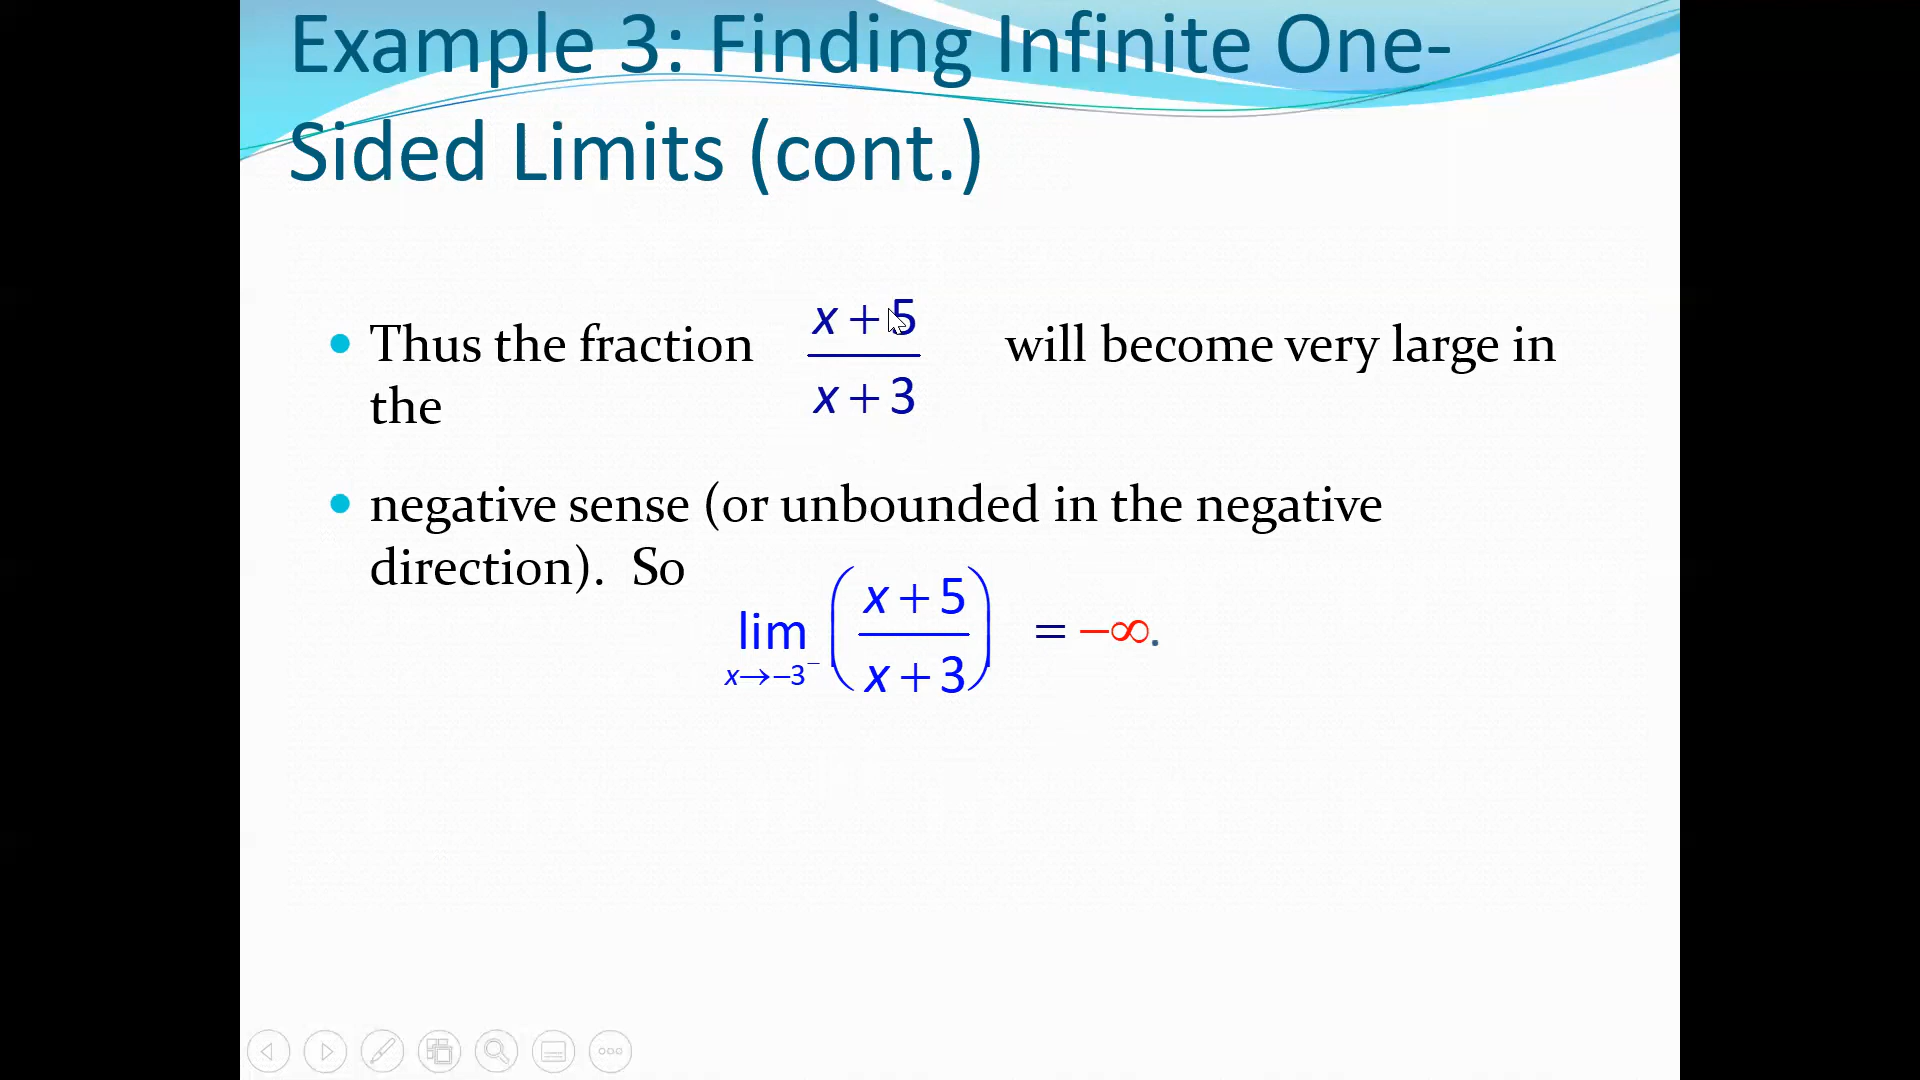 Example 3: Finding Infinite One-
Sided Limits (cont.)
• Thus the fraction (x + 5)/(x + 3) will become very large in
the
• negative sense (or unbounded in the negative
direction). So
lim x→−3⁻ ((x + 5)/(x + 3)) = −∞.